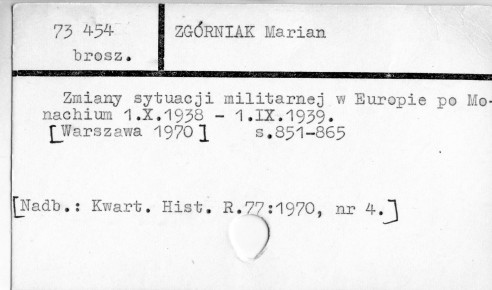 73 454
brosz.
ZGÓRNIAK Marian
Zmiany sytuacji militarnej w Europie po Mo-
nachium 1.X.1938 - 1.IX.1939.
[Warszawa 1970] s.851-865
[Nadb.: Kwart. Hist. R.77:1970, nr 4.]